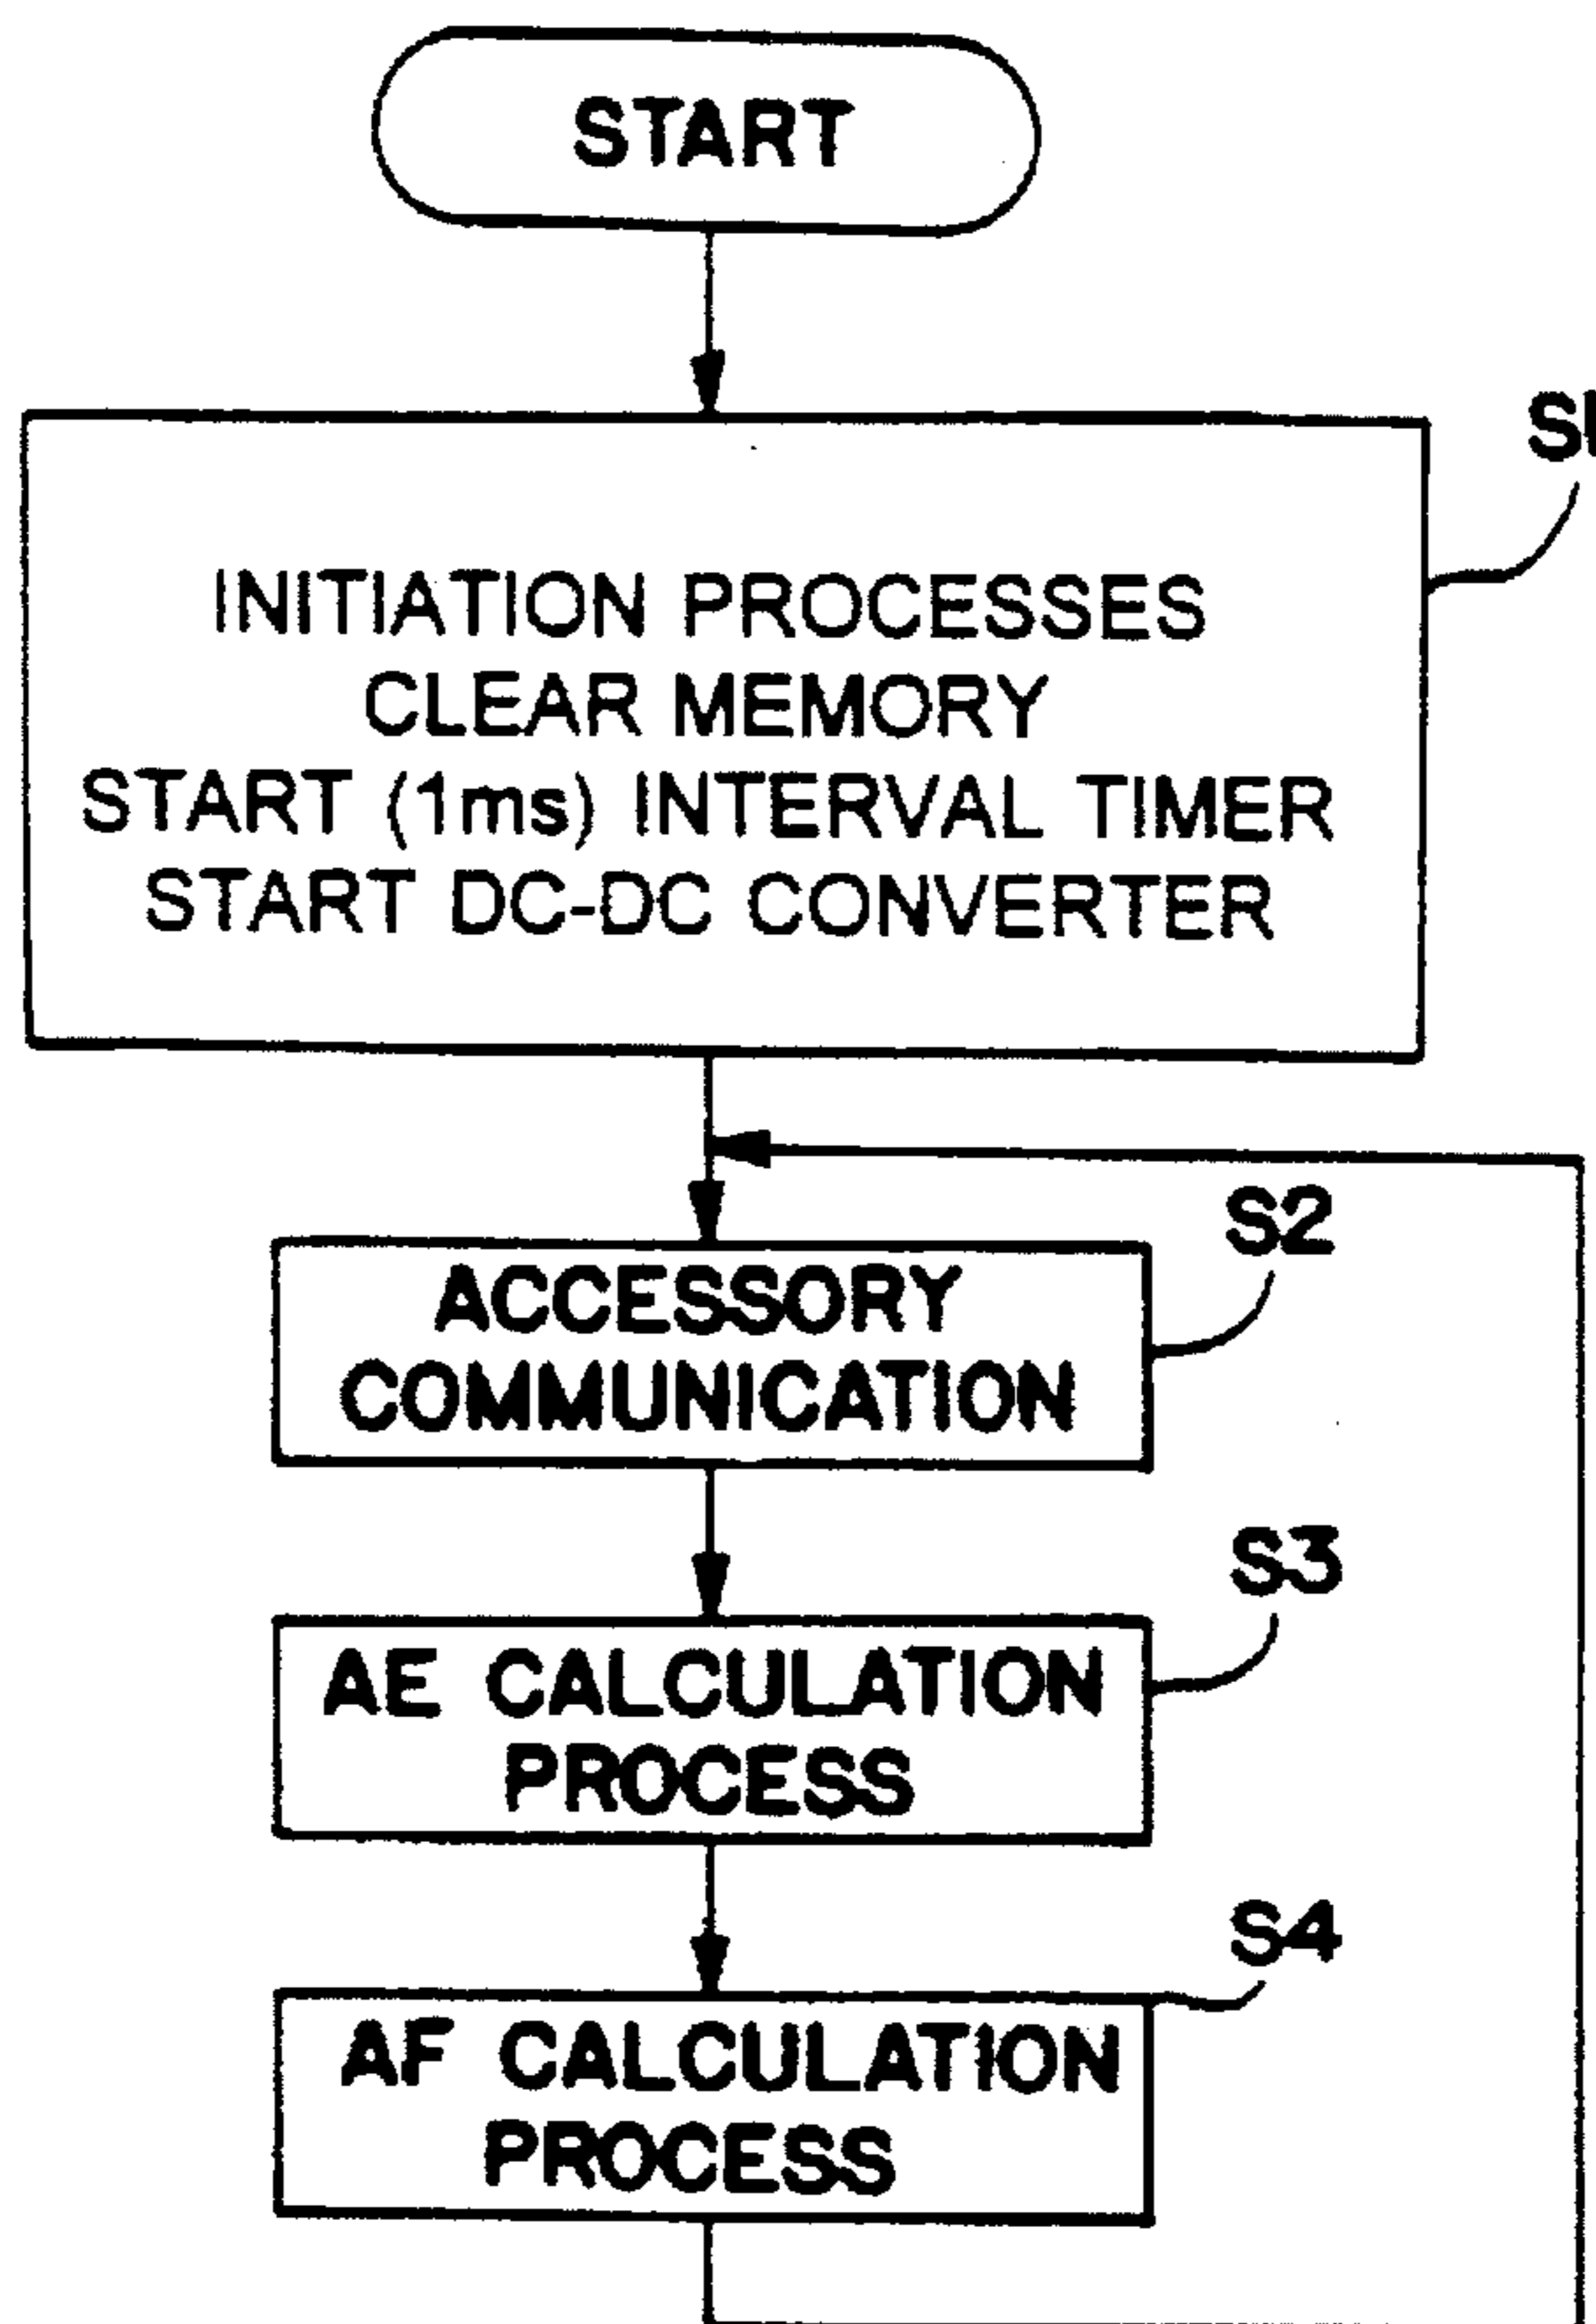 START
INITIATION PROCESSES
CLEAR MEMORY
START (1ms) INTERVAL TIMER
START DC-DC CONVERTER
S2
ACCESSORY
COMMUNICATION
S3
AE CALCULATION
PROCESS
S4
AF CALCULATION
PROCESS